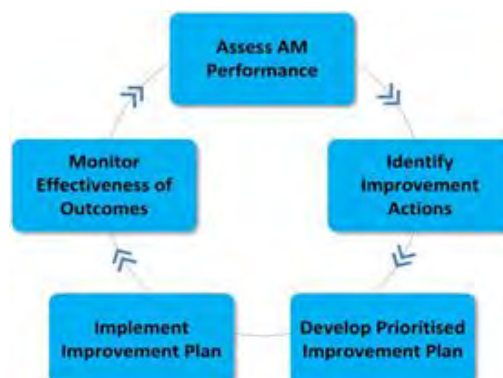 Assess AM
Performance
Identify
Improvement
Actions
Develop Prioritised
Improvement Plan
Implement
Improvement Plan
Monitor
Effectiveness of
Outcomes